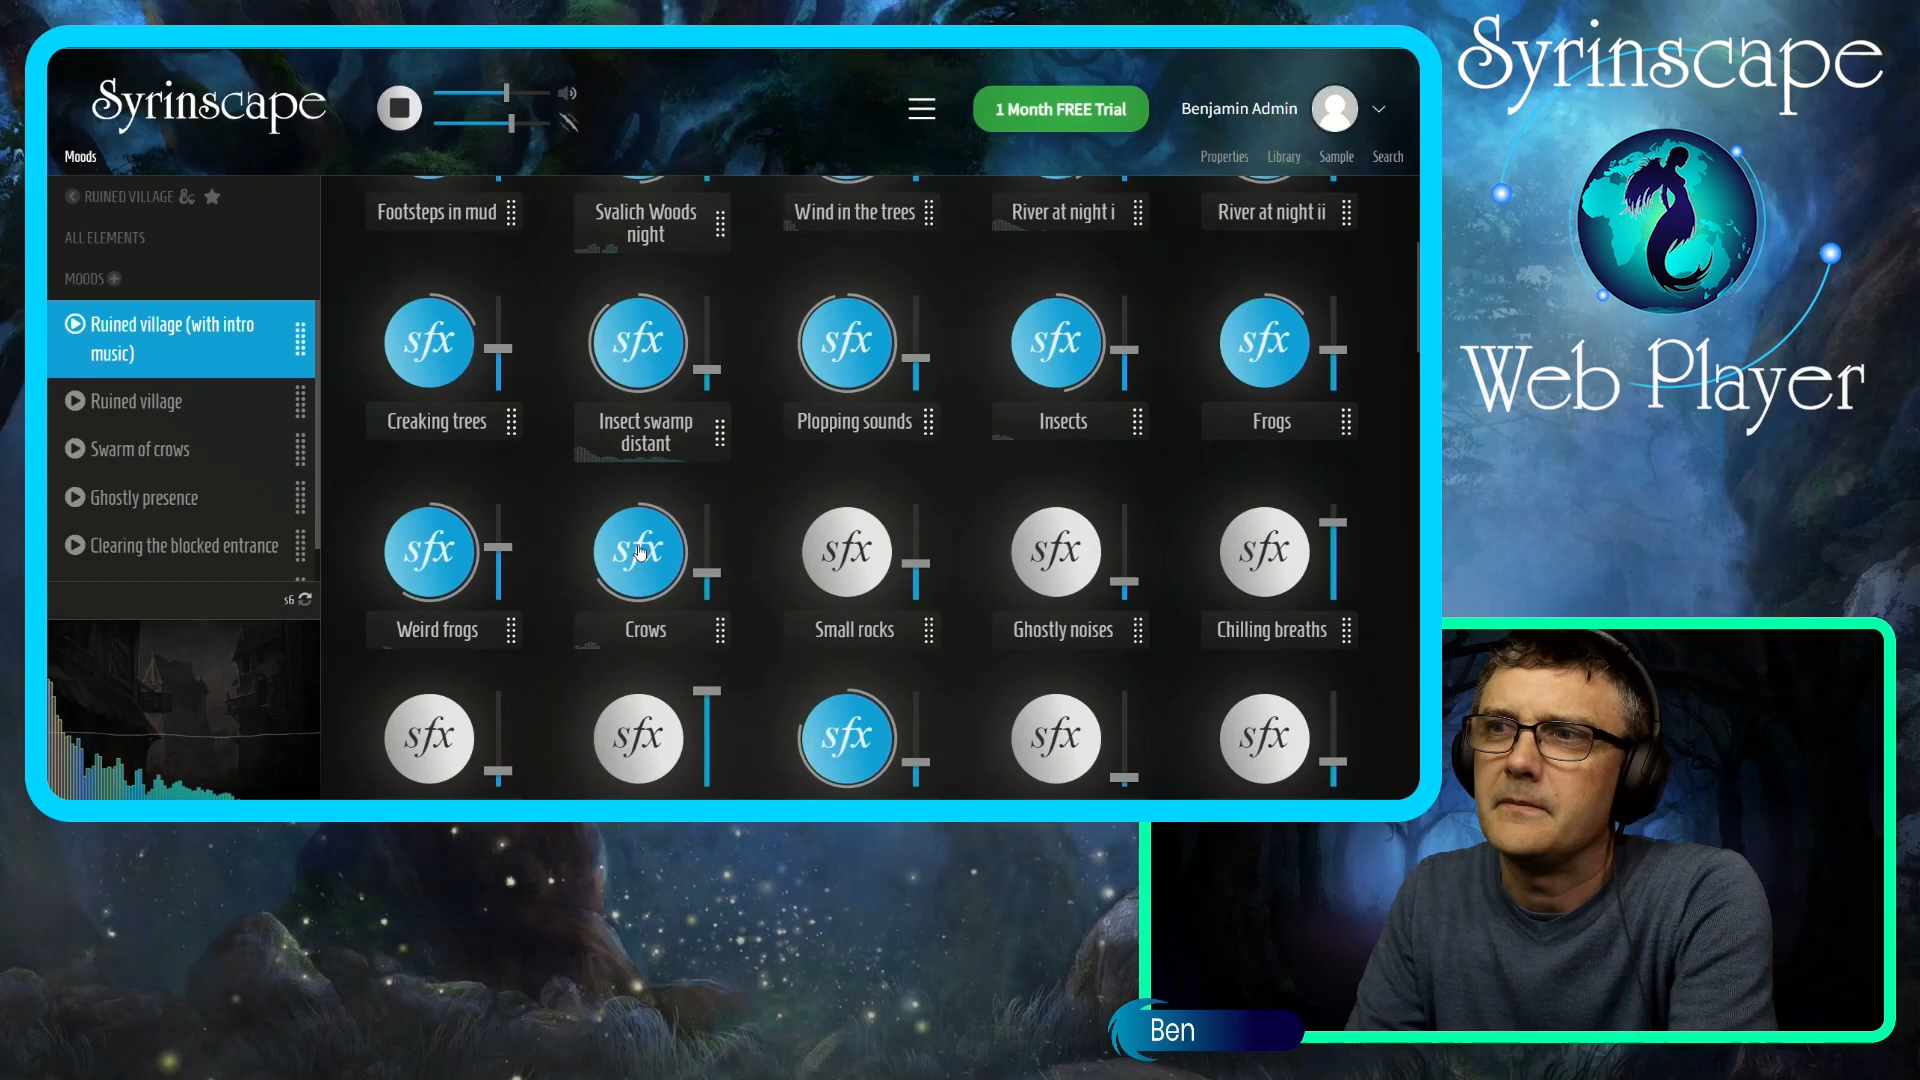 Syrinscape
1 Month FREE Trial
Benjamin Admin
Moods
Properties
Library
Sample
Search
RUINED VILLAGE &c
ALL ELEMENTS
MOODS
Ruined village (with intro
music)
Ruined village
Swarm of crows
Ghostly presence
Clearing the blocked entrance
s6
Footsteps in mud
Svalich Woods
night
Wind in the trees
River at night i
River at night ii
sfx
sfx
sfx
sfx
sfx
Creaking trees
Insect swamp
distant
Plopping sounds
Insects
Frogs
sfx
sfx
sfx
sfx
sfx
Weird frogs
Crows
Small rocks
Ghostly noises
Chilling breaths
sfx
sfx
sfx
sfx
sfx
Syrinscape
Web Player
Ben